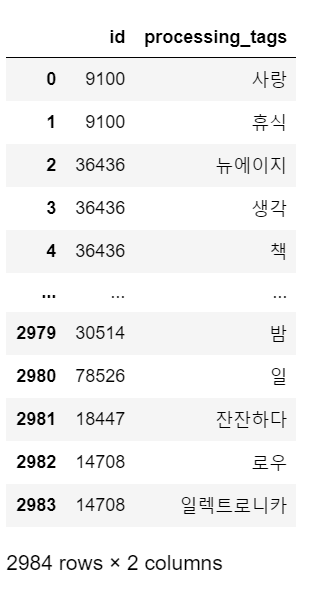 id processing_tags
0 9100 사랑
1 9100 휴식
2 36436 뉴에이지
3 36436 생각
4 36436 책
... ... ...
2979 30514 밤
2980 78526 일
2981 18447 잔잔하다
2982 14708 로우
2983 14708 일렉트로니카
2984 rows × 2 columns